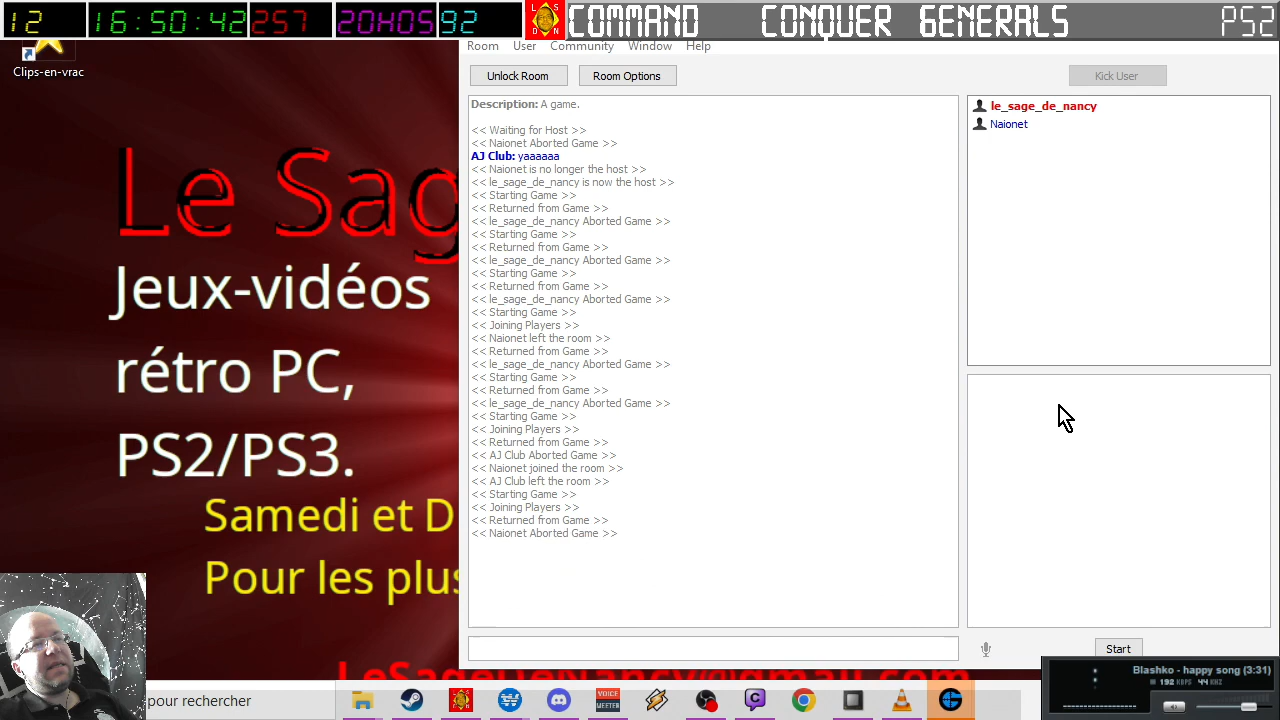 12 16:50:42 257 20H05 92 SDN COMMAND CONQUER GENERALS PS2
Clips-en-vrac
Room User Community Window Help
Unlock Room Room Options Kick User
Description: A game.
<< Waiting for Host >>
<< Naionet Aborted Game >>
AJ Club: yaaaaaa
<< Naionet is no longer the host >>
<< le_sage_de_nancy is now the host >>
<< Starting Game >>
<< Returned from Game >>
<< le_sage_de_nancy Aborted Game >>
<< Starting Game >>
<< Returned from Game >>
<< le_sage_de_nancy Aborted Game >>
<< Starting Game >>
<< Returned from Game >>
<< le_sage_de_nancy Aborted Game >>
<< Starting Game >>
<< Joining Players >>
<< Naionet left the room >>
<< Returned from Game >>
<< le_sage_de_nancy Aborted Game >>
<< Starting Game >>
<< Returned from Game >>
<< le_sage_de_nancy Aborted Game >>
<< Starting Game >>
<< Joining Players >>
<< Returned from Game >>
<< AJ Club Aborted Game >>
<< Naionet joined the room >>
<< AJ Club left the room >>
<< Starting Game >>
<< Joining Players >>
<< Returned from Game >>
<< Naionet Aborted Game >>
le_sage_de_nancy
Naionet
Start
Le Sag
Jeux-vidéos
rétro PC,
PS2/PS3.
Samedi et D
Pour les plus
Blashko - happy song (3:31)
192 KBPS 44 KHZ
pour rechercher
VOICE
MEETER